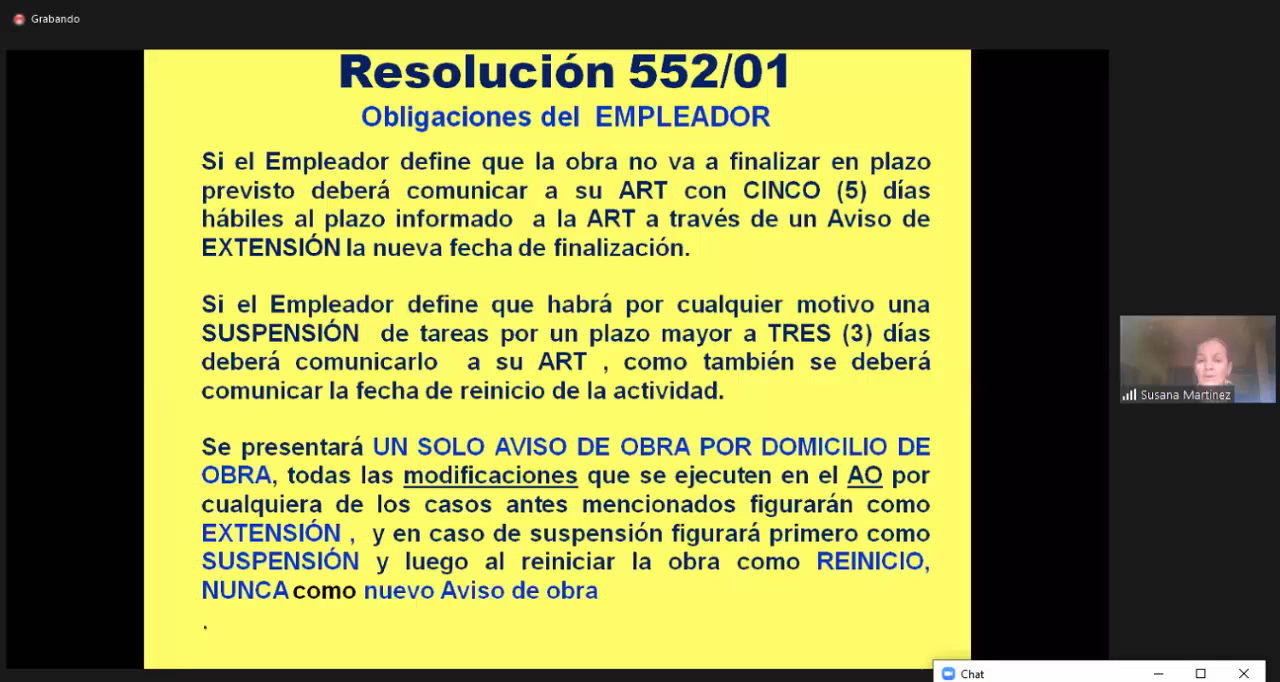 Grabando
Resolución 552/01
Obligaciones del EMPLEADOR
Si el Empleador define que la obra no va a finalizar en plazo
previsto deberá comunicar a su ART con CINCO (5) días
hábiles al plazo informado a la ART a través de un Aviso de
EXTENSIÓN la nueva fecha de finalización.
Si el Empleador define que habrá por cualquier motivo una
SUSPENSIÓN de tareas por un plazo mayor a TRES (3) días
deberá comunicarlo a su ART , como también se deberá
comunicar la fecha de reinicio de la actividad.
Se presentará UN SOLO AVISO DE OBRA POR DOMICILIO DE
OBRA, todas las modificaciones que se ejecuten en el AO por
cualquiera de los casos antes mencionados figurarán como
EXTENSIÓN , y en caso de suspensión figurará primero como
SUSPENSIÓN y luego al reiniciar la obra como REINICIO,
NUNCA como nuevo Aviso de obra
.
Susana Martinez
Chat